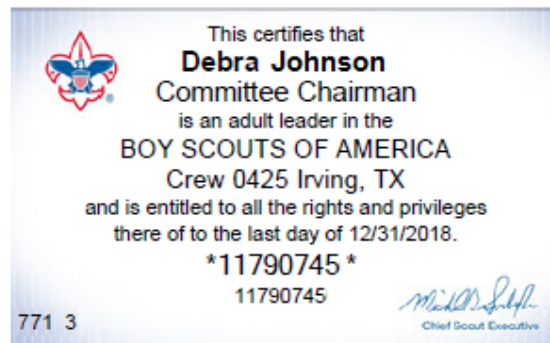 This certifies that
Debra Johnson
Committee Chairman
is an adult leader in the
BOY SCOUTS OF AMERICA
Crew 0425 Irving, TX
and is entitled to all the rights and privileges
there of to the last day of 12/31/2018.
*11790745 *
11790745
Chief Scout Executive
771 3